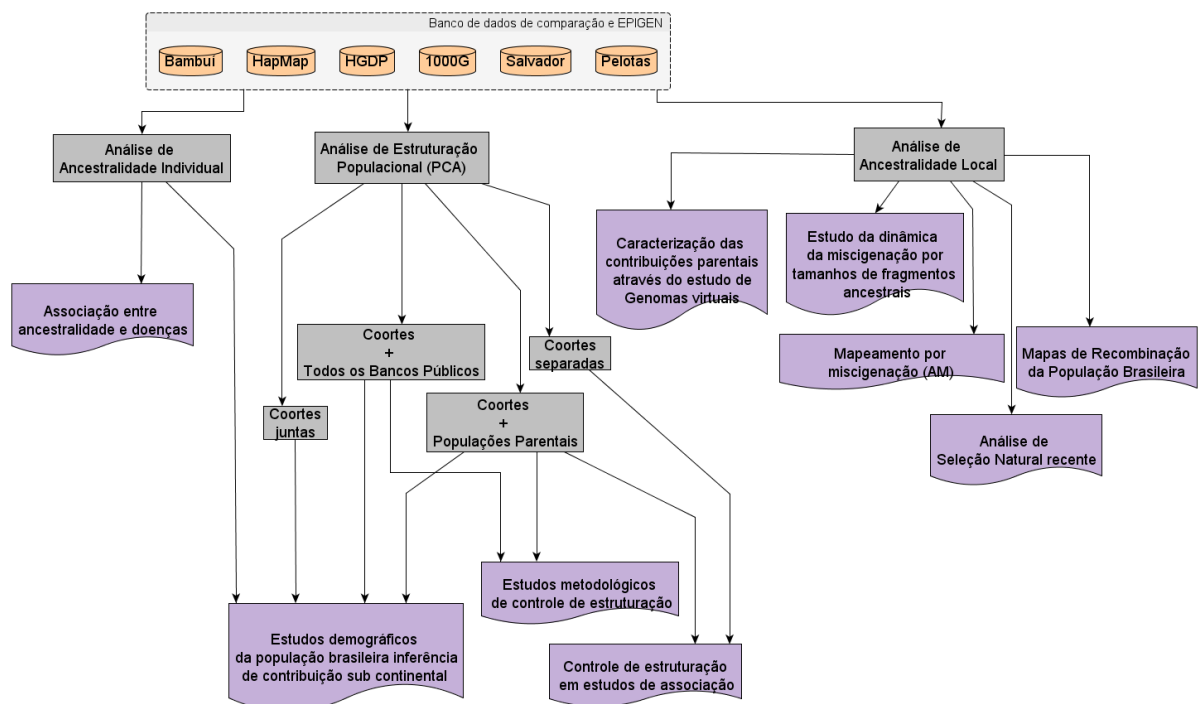 Banco de dados de comparação e EPIGEN
Bambuí
HapMap
HGDP
1000G
Salvador
Pelotas
Análise de
Ancestralidade Individual
Análise de Estruturação
Populacional (PCA)
Análise de
Ancestralidade Local
Caracterização das
contribuições parentais
através do estudo de
Genomas virtuais
Estudo da dinâmica
da miscigenação por
tamanhos de fragmentos
ancestrais
Associação entre
ancestralidade e doenças
Coortes
+
Todos os Bancos Públicos
Coortes
separadas
Mapeamento por
miscigenação (AM)
Mapas de Recombinação
da População Brasileira
Coortes
juntas
Coortes
+
Populações Parentais
Análise de
Seleção Natural recente
Estudos metodológicos
de controle de estruturação
Estudos demográficos
da população brasileira inferência
de contribuição sub continental
Controle de estruturação
em estudos de associação